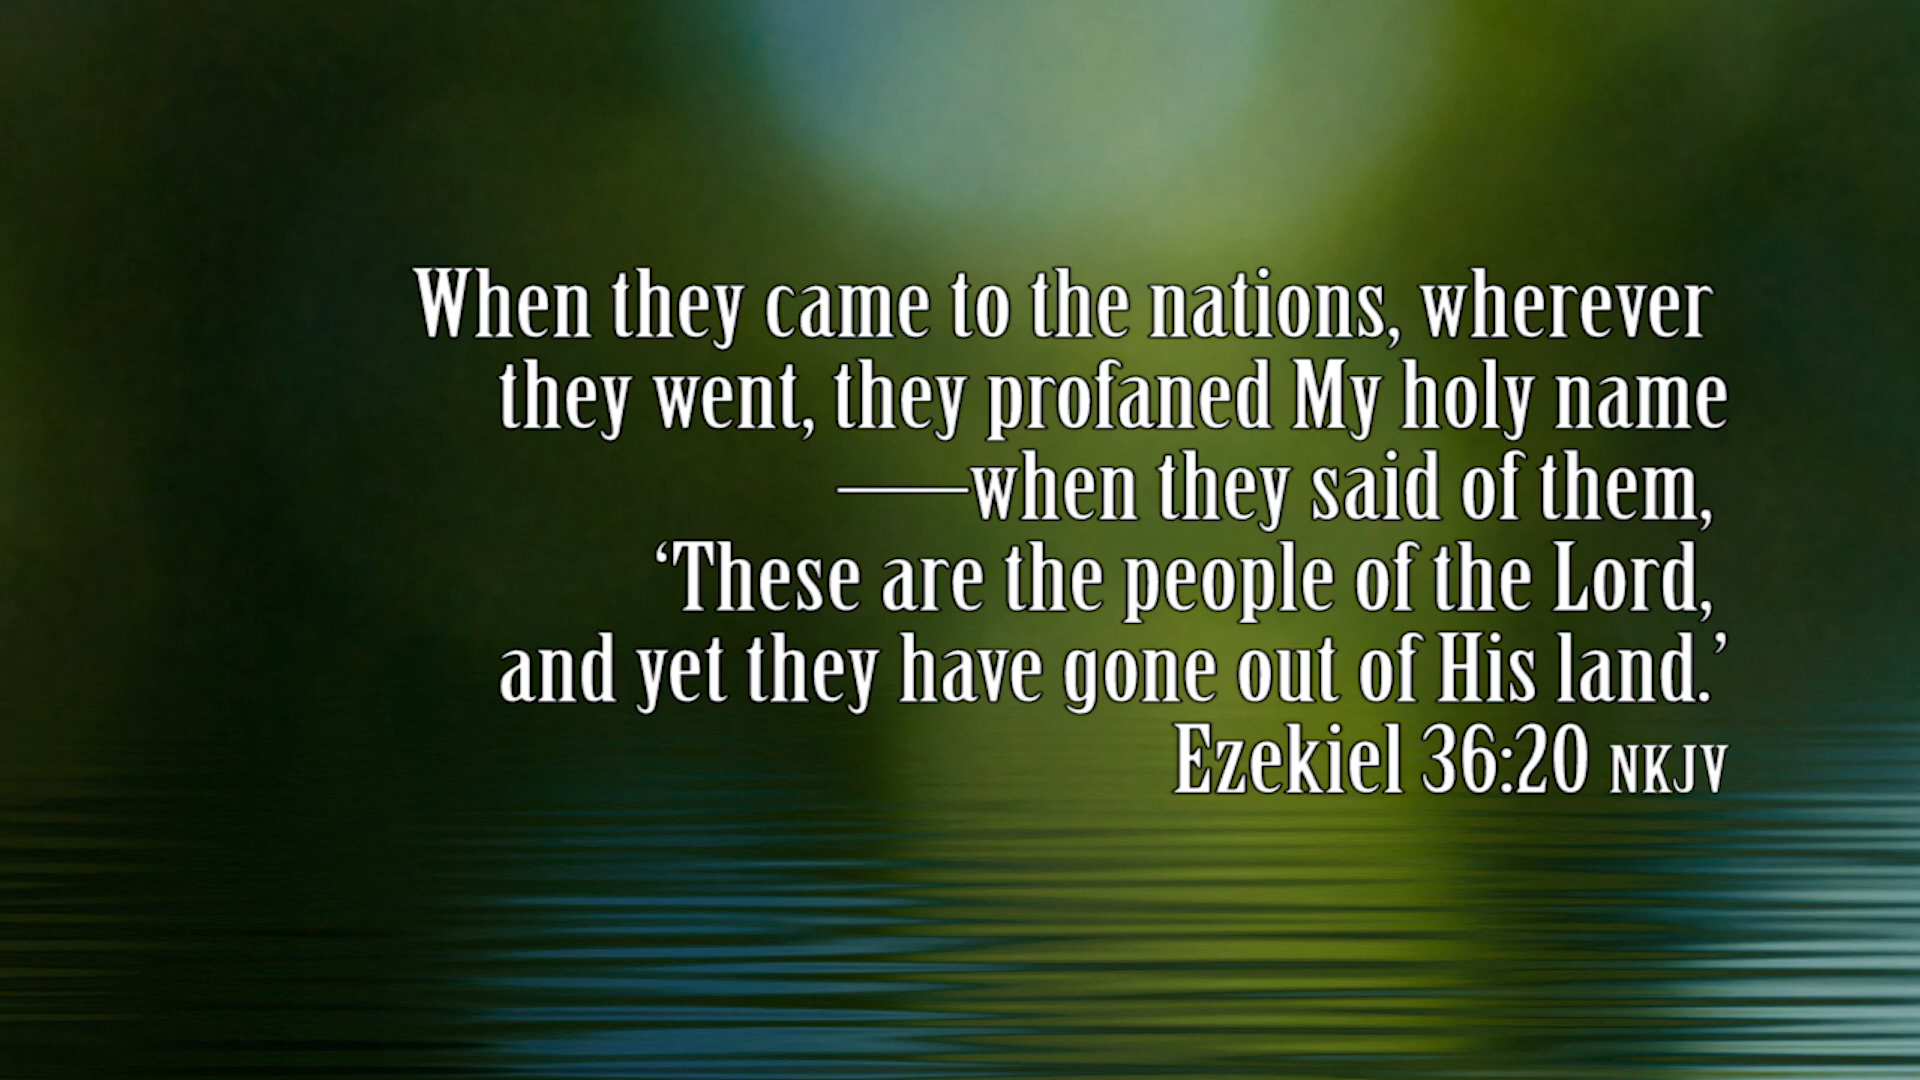 When they came to the nations, wherever
they went, they profaned My holy name
—when they said of them,
‘These are the people of the Lord,
and yet they have gone out of His land.’
Ezekiel 36:20 NKJV